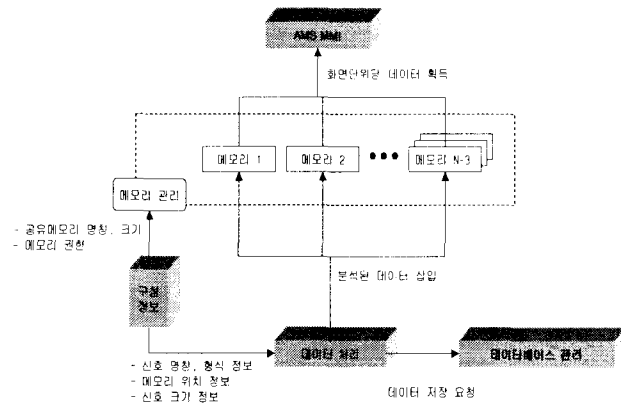 AMS MMI
화면단위당 데이터 획득
메모리 1
메모리 2
메모리 N-3
메모리 관리
- 공유메모리 명칭, 크기
- 메모리 권한
분석된 데이터 삽입
구성
정보
데이터 처리
데이터베이스 관리
- 신호 명칭, 형식 정보
- 메모리 위치 정보
- 신호 크기 정보
데이터 저장 요청